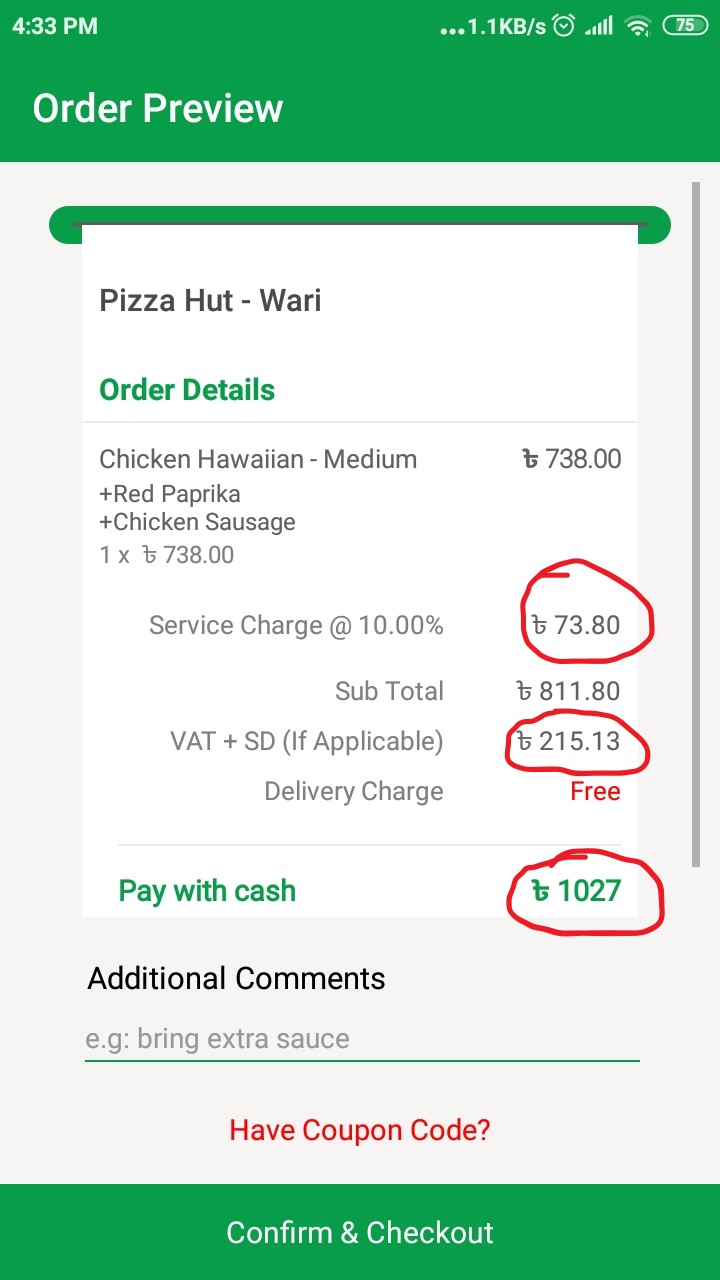 4:33 PM
...1.1KB/s
75
Order Preview
Pizza Hut - Wari
Order Details
Chicken Hawaiian - Medium ৳ 738.00
+Red Paprika
+Chicken Sausage
1 x ৳ 738.00
Service Charge @ 10.00% ৳ 73.80
Sub Total ৳ 811.80
VAT + SD (If Applicable) ৳ 215.13
Delivery Charge Free
Pay with cash ৳ 1027
Additional Comments
e.g: bring extra sauce
Have Coupon Code?
Confirm & Checkout